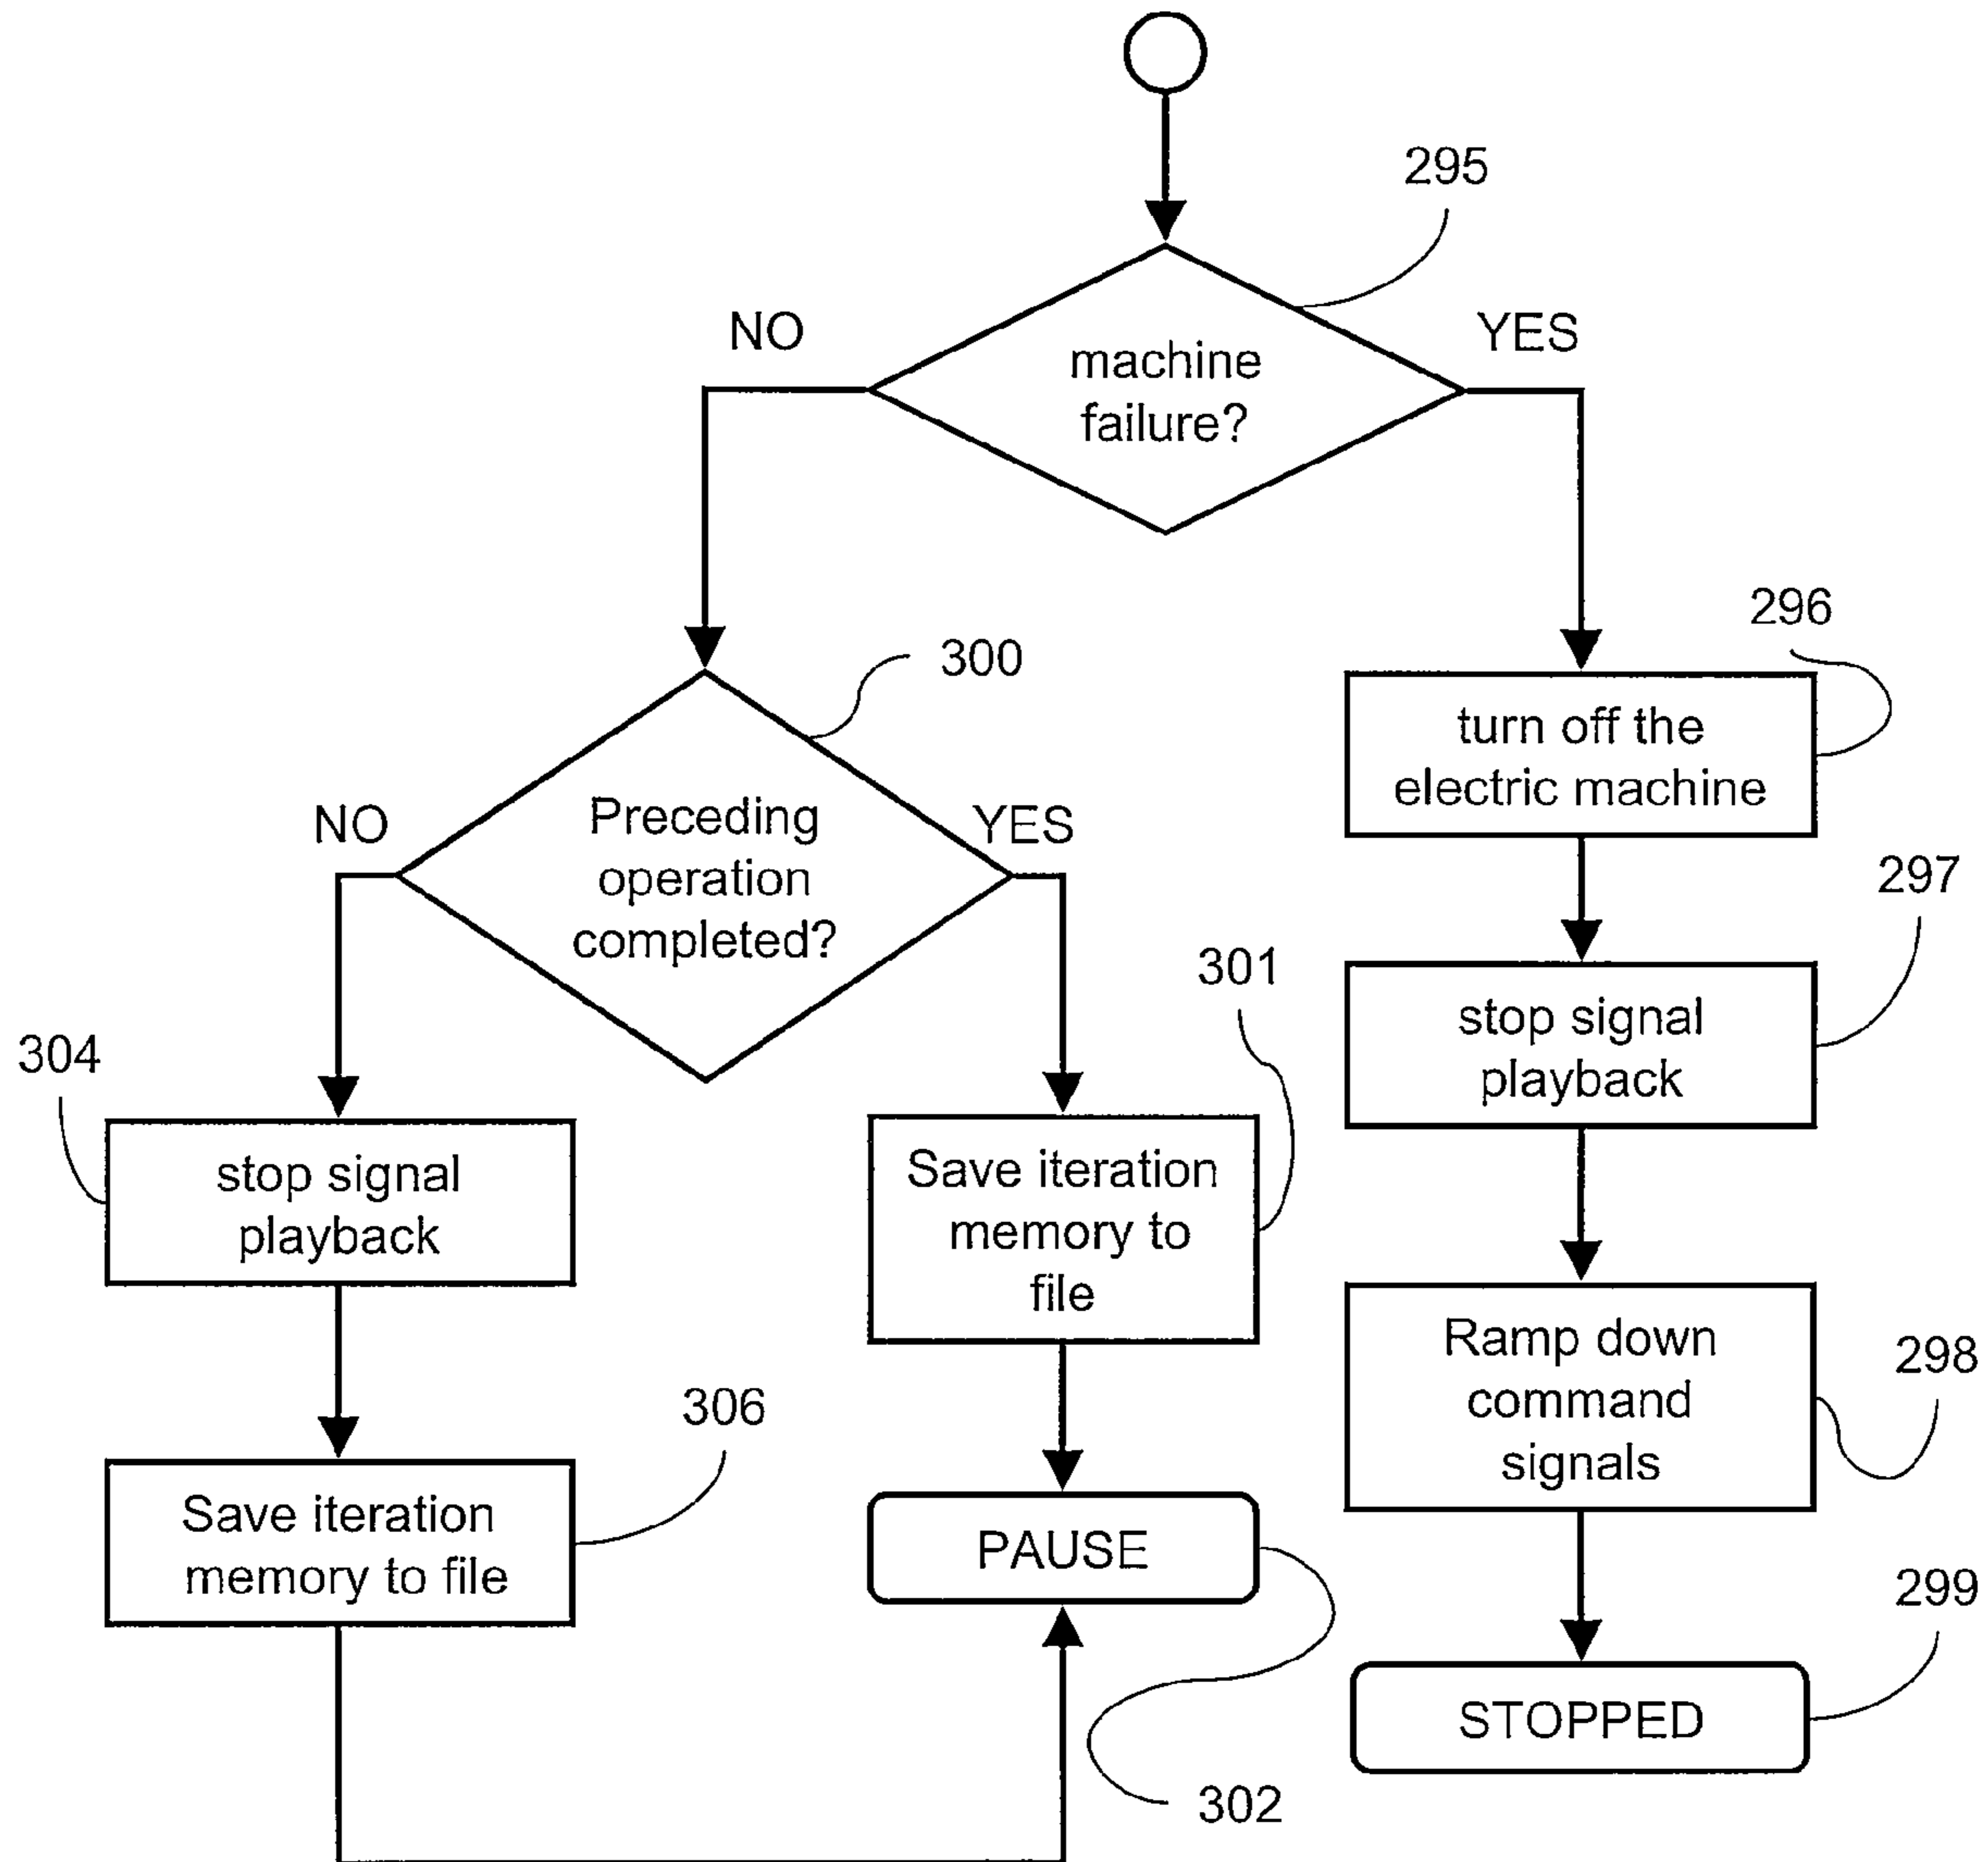 295
NO
YES
machine
failure?
296
300
turn off the
electric machine
NO
Preceding
operation
completed?
YES
297
301
stop signal
playback
304
stop signal
playback
Save iteration
memory to
file
298
Ramp down
command
signals
306
Save iteration
memory to file
PAUSE
299
STOPPED
302